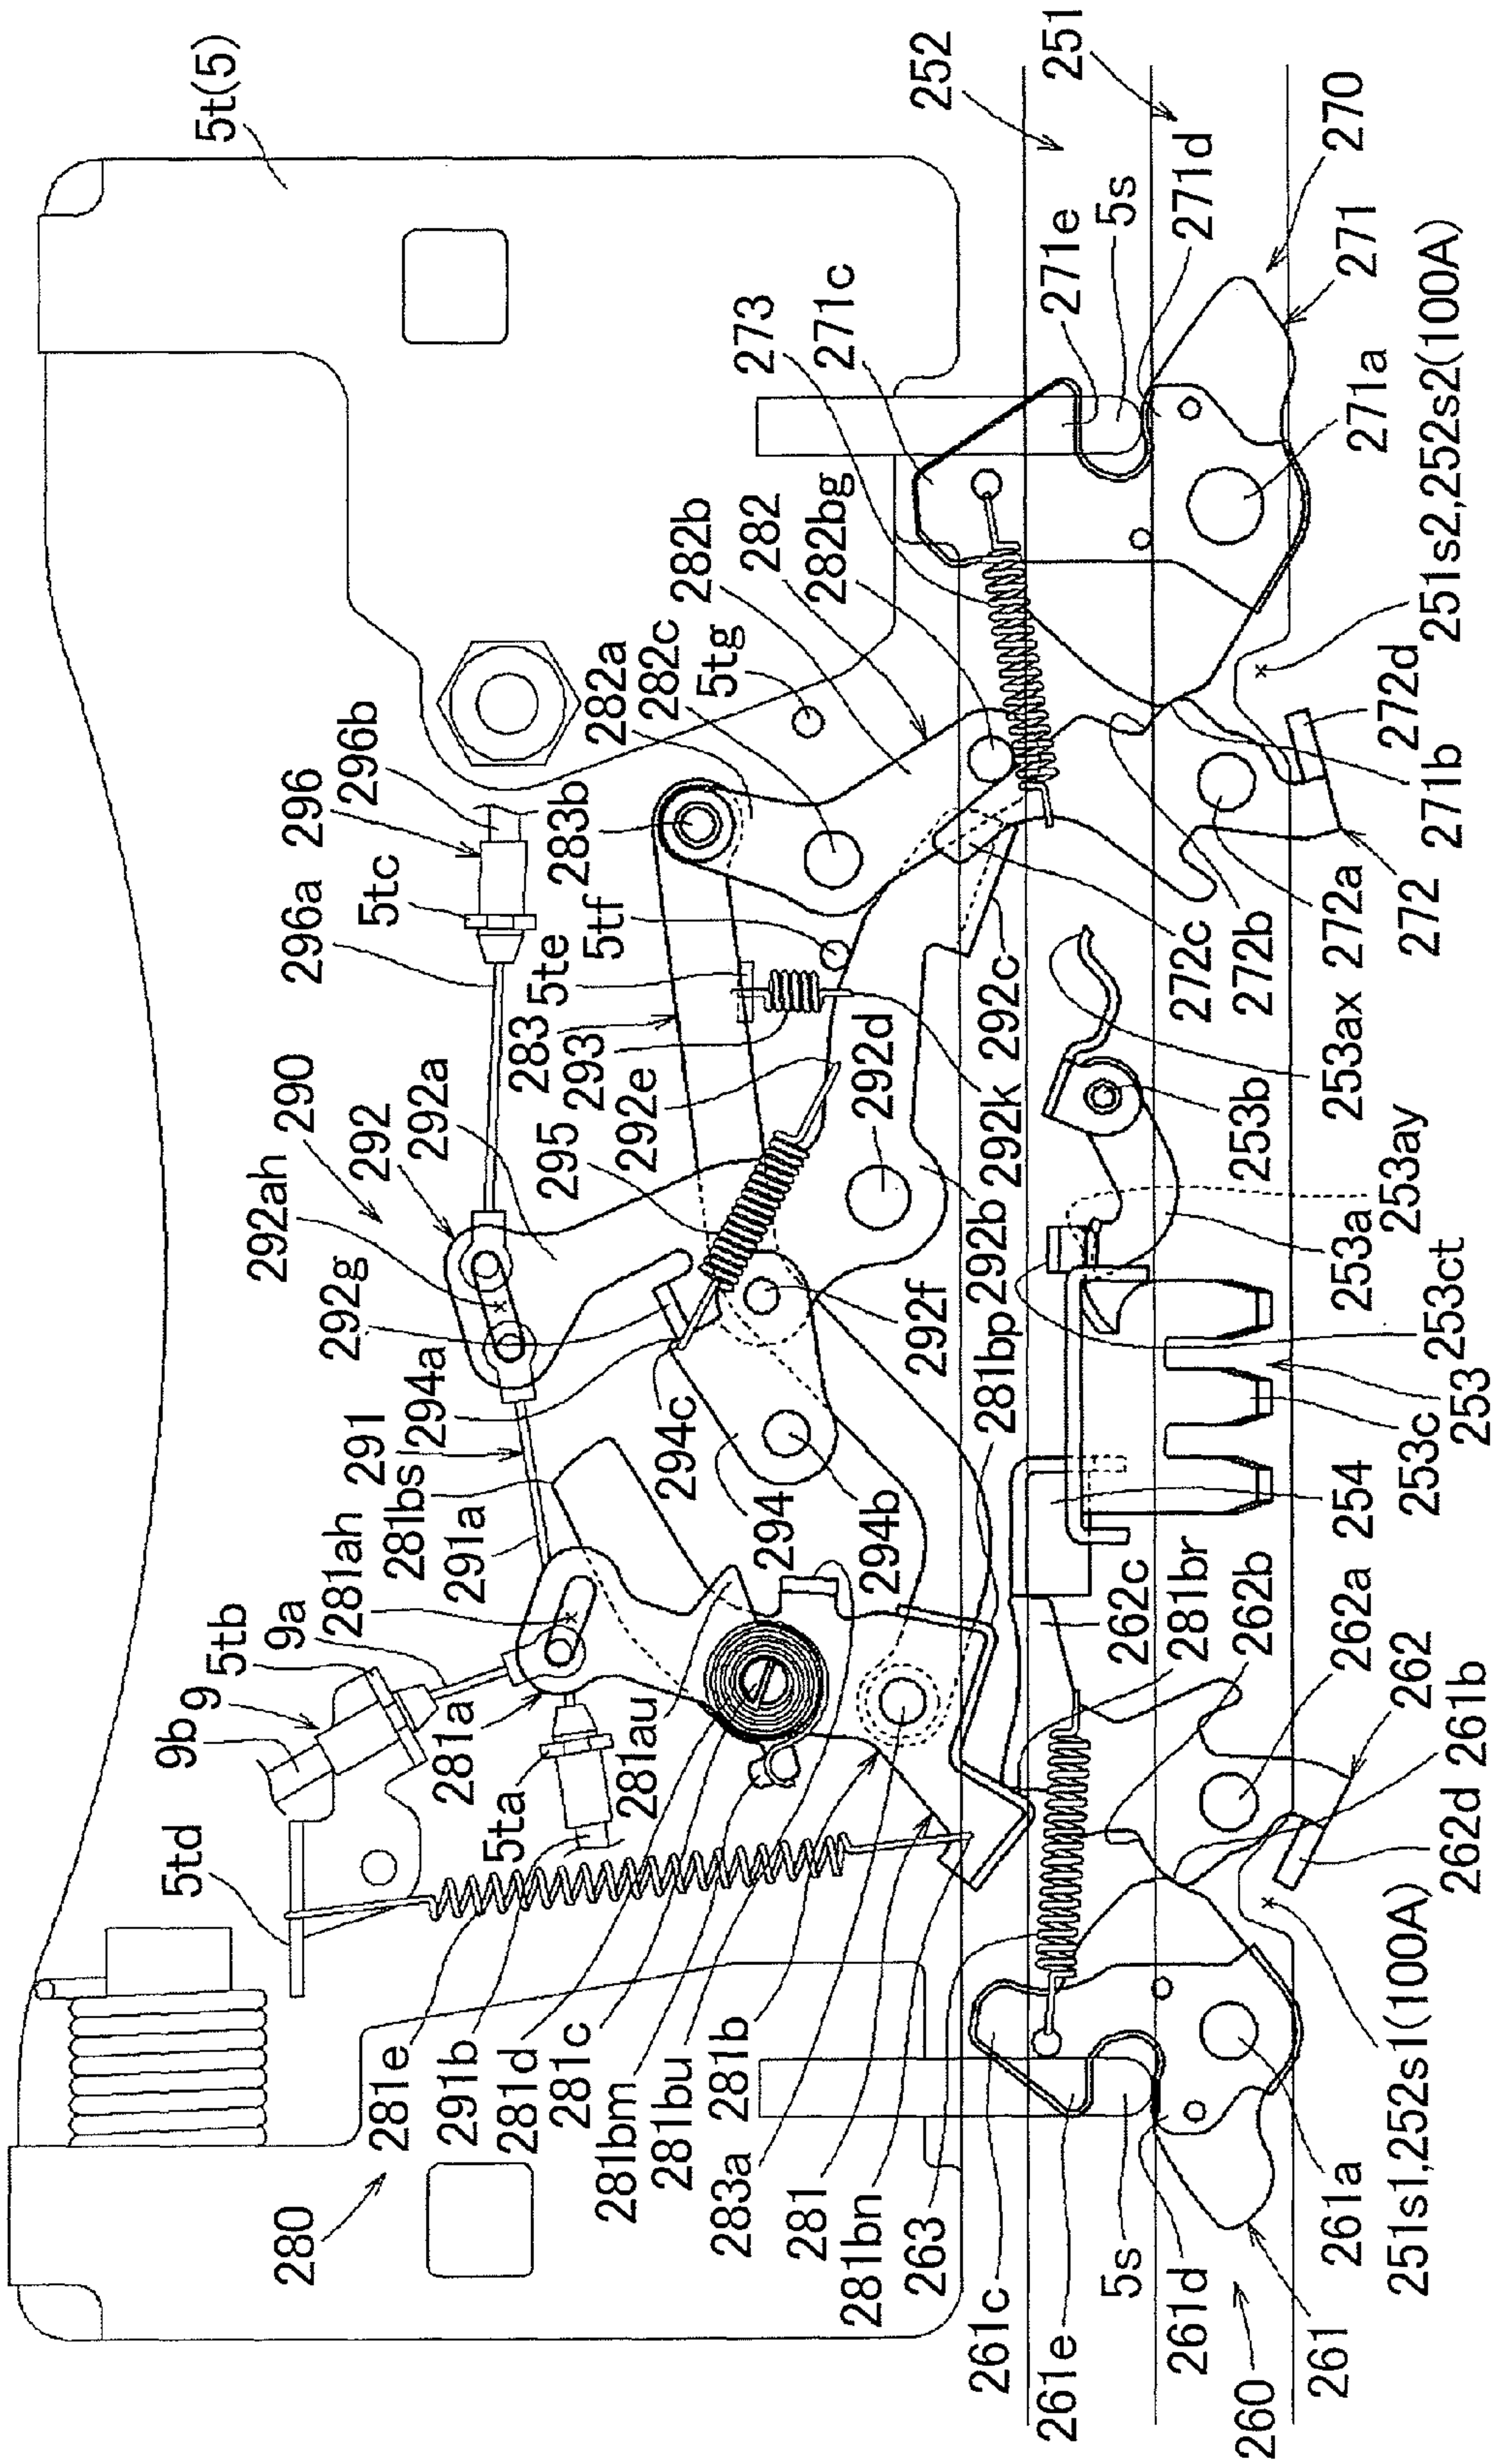 5t(5)
252
251
270
271
271d
5s
271e
271c
273
271a
251s2,252s2(100A)
282bg
282
282b
5tg
282c
282a
272d
271b
272
272a
272b
272c
296b
296
283b
5tc
296a
5tf
5te
283
293
292e
295
292c
292k
292d
253ax
253b
253ay
253a
253ct
253
253c
290
292
292a
292ah
292g
294a
291
281bs
291a
281ah
294c
294
294b
292f
292b
281bp
254
262c
281br
262b
262a
262
261b
262d
9a
5tb
9
9b
281a
5ta
281au
5td
281e
291b
281d
281c
281bm
281bu
281b
283a
281
281bn
263
280
261c
261e
5s
261d
260
261
261a
251s1,252s1(100A)